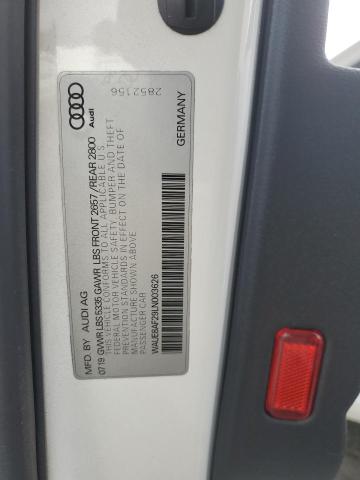 Audi
MFD. BY AUDI AG
0719 GVWR LBS 5335 GAWR LBS FRONT 2657 / REAR 2800
THIS VEHICLE CONFORMS TO ALL APPLICABLE U.S.
FEDERAL MOTOR VEHICLE SAFETY, BUMPER AND THEFT
PREVENTION STANDARDS IN EFFECT ON THE DATE OF
MANUFACTURE SHOWN ABOVE
PASSENGER CAR
WAUE8AF29LN003626
2852156
GERMANY